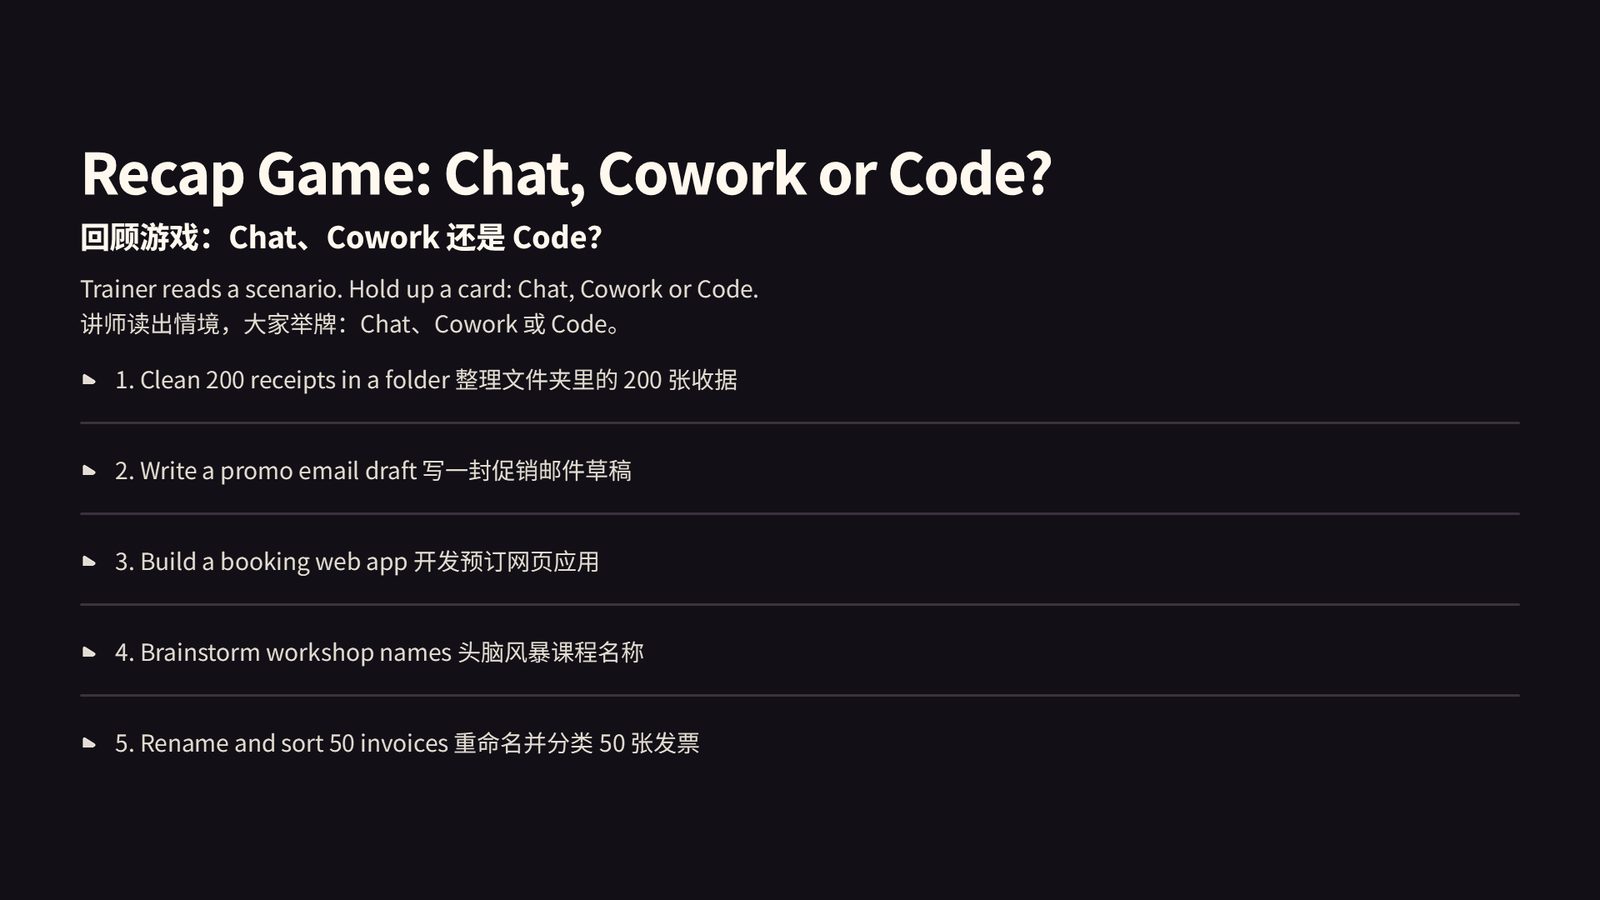 Recap Game: Chat, Cowork or Code?
回顾游戏：Chat、Cowork 还是 Code？
Trainer reads a scenario. Hold up a card: Chat, Cowork or Code.
讲师读出情境，大家举牌：Chat、Cowork 或 Code。
1. Clean 200 receipts in a folder 整理文件夹里的 200 张收据
2. Write a promo email draft 写一封促销邮件草稿
3. Build a booking web app 开发预订网页应用
4. Brainstorm workshop names 头脑风暴课程名称
5. Rename and sort 50 invoices 重命名并分类 50 张发票